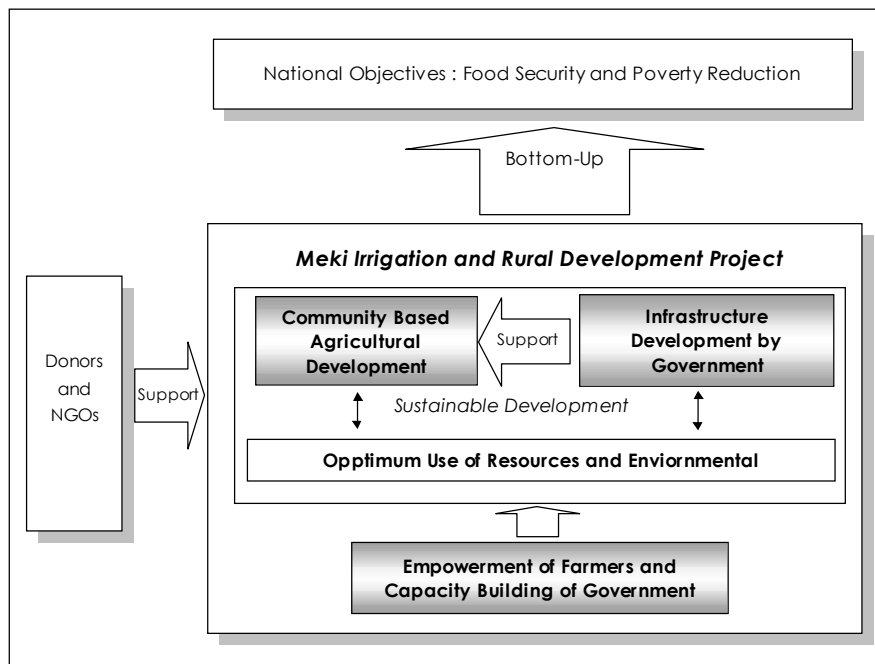 National Objectives : Food Security and Poverty Reduction
Bottom-Up
Meki Irrigation and Rural Development Project
Community Based
Agricultural
Development
Support
Infrastructure
Development by
Government
Donors
and
NGOs
Support
Sustainable Development
Opptimum Use of Resources and Enviornmental
Empowerment of Farmers and
Capacity Building of Government